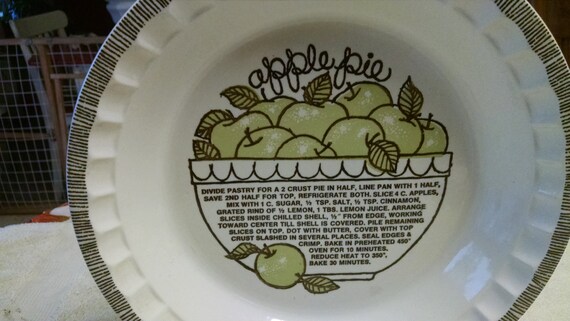 apple pie
DIVIDE PASTRY FOR A 2 CRUST PIE IN HALF, LINE PAN WITH 1 HALF,
SAVE 2ND HALF FOR TOP, REFRIGERATE BOTH. SLICE 4 C. APPLES,
MIX WITH 1 C. SUGAR, ½ TSP. SALT, ½ TSP. CINNAMON,
GRATED RIND OF ½ LEMON, 1 TBS. LEMON JUICE. ARRANGE
SLICES INSIDE CHILLED SHELL, ½" FROM EDGE, WORKING
TOWARD CENTER TILL SHELL IS COVERED. PILE REMAINING
SLICES ON TOP. DOT WITH BUTTER, COVER WITH TOP
CRUST SLASHED IN SEVERAL PLACES. SEAL EDGES &
CRIMP. BAKE IN PREHEATED 450°
OVEN FOR 10 MINUTES.
REDUCE HEAT TO 350°,
BAKE 30 MINUTES.